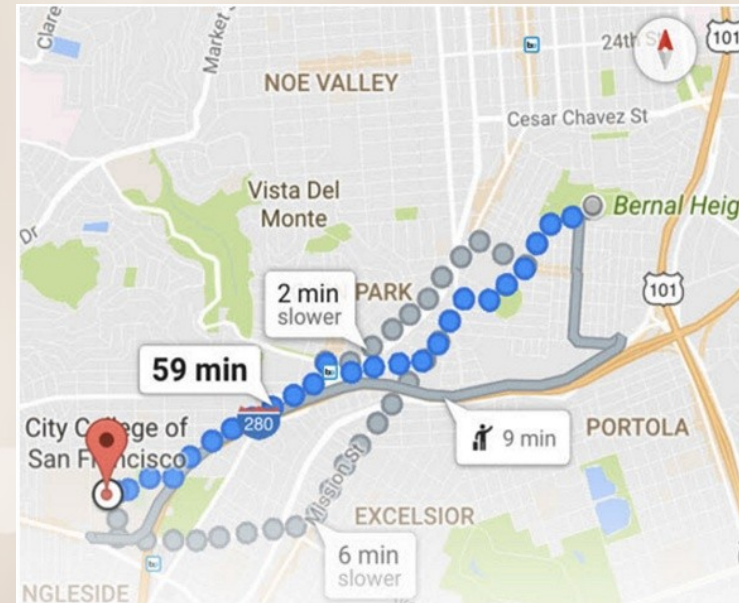 Clare
Market S
24th St
101
NOE VALLEY
Cesar Chavez St
Vista Del
Monte
Bernal Heig
Dr
101
2 min
slower
PARK
59 min
City College of
San Francisco
280
9 min
PORTOLA
Mission St
EXCELSIOR
6 min
slower
NGLESIDE